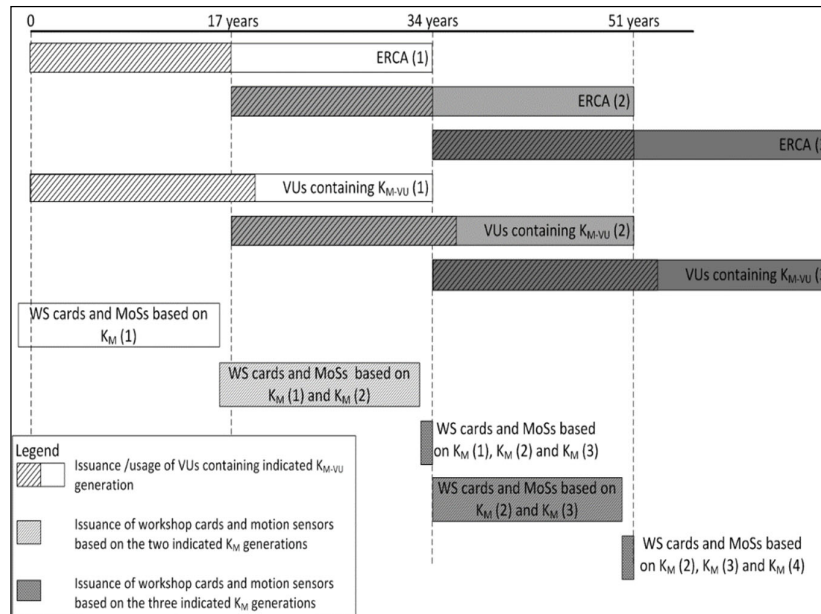 0
17 years
34 years
51 years
ERCA (1)
ERCA (2)
ERCA (
VUs containing KM-VU (1)
VUs containing KM-VU (2)
VUs containing KM-VU (
WS cards and MoSs based on
KM (1)
WS cards and MoSs based on
KM (1) and KM (2)
WS cards and MoSs based
on KM (1), KM (2) and KM (3)
WS cards and MoSs based on
KM (2) and KM (3)
WS cards and MoSs based
on KM (2), KM (3) and KM (4)
Legend
Issuance /usage of VUs containing indicated KM-VU
generation
Issuance of workshop cards and motion sensors
based on the two indicated KM generations
Issuance of workshop cards and motion sensors
based on the three indicated KM generations